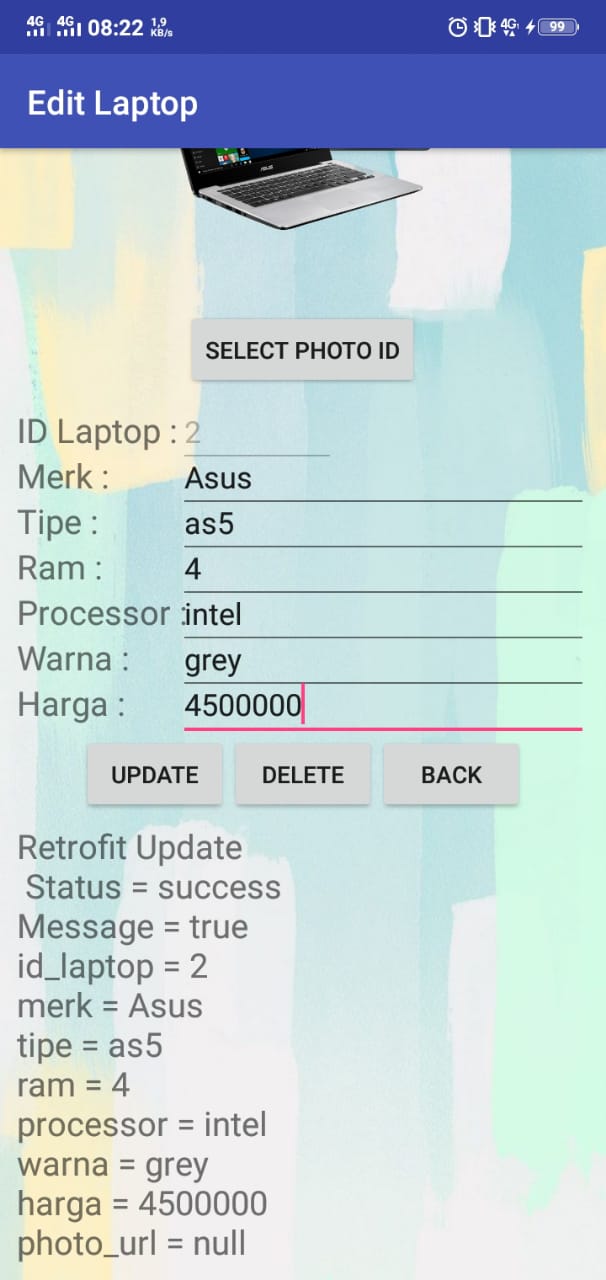 4G 4G 08:22 1,9 KB/s 4G 99
Edit Laptop
ASUS
SELECT PHOTO ID
ID Laptop : 2
Merk : Asus
Tipe : as5
Ram : 4
Processor : intel
Warna : grey
Harga : 4500000
UPDATE DELETE BACK
Retrofit Update
Status = success
Message = true
id_laptop = 2
merk = Asus
tipe = as5
ram = 4
processor = intel
warna = grey
harga = 4500000
photo_url = null